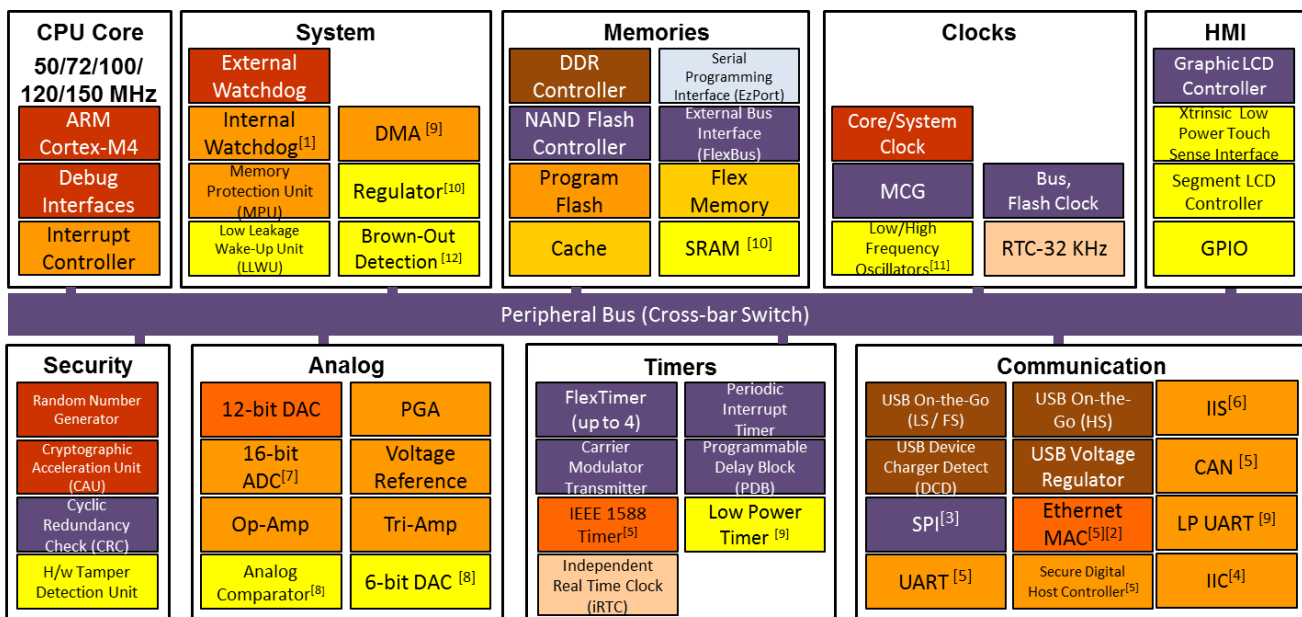 CPU Core
50/72/100/
120/150 MHz
ARM
Cortex-M4
Debug
Interfaces
Interrupt
Controller
System
External
Watchdog
Internal
Watchdog[1]
DMA [9]
Memory
Protection Unit
(MPU)
Regulator[10]
Low Leakage
Wake-Up Unit
(LLWU)
Brown-Out
Detection [12]
Memories
DDR
Controller
Serial
Programming
Interface (EzPort)
NAND Flash
Controller
External Bus
Interface
(FlexBus)
Program
Flash
Flex
Memory
Cache
SRAM [10]
Clocks
Core/System
Clock
MCG
Bus,
Flash Clock
Low/High
Frequency
Oscillators[11]
RTC-32 KHz
HMI
Graphic LCD
Controller
Xtrinsic Low
Power Touch
Sense Interface
Segment LCD
Controller
GPIO
Peripheral Bus (Cross-bar Switch)
Security
Random Number
Generator
Cryptographic
Acceleration Unit
(CAU)
Cyclic
Redundancy
Check (CRC)
H/w Tamper
Detection Unit
Analog
12-bit DAC
PGA
16-bit
ADC[7]
Voltage
Reference
Op-Amp
Tri-Amp
Analog
Comparator[8]
6-bit DAC [8]
Timers
FlexTimer
(up to 4)
Periodic
Interrupt
Timer
Carrier
Modulator
Transmitter
Programmable
Delay Block
(PDB)
IEEE 1588
Timer[5]
Low Power
Timer [9]
Independent
Real Time Clock
(iRTC)
Communication
USB On-the-Go
(LS / FS)
USB On-the-
Go (HS)
IIS[6]
USB Device
Charger Detect
(DCD)
USB Voltage
Regulator
CAN [5]
SPI[3]
Ethernet
MAC[5][2]
LP UART [9]
UART [5]
Secure Digital
Host Controller[5]
IIC[4]